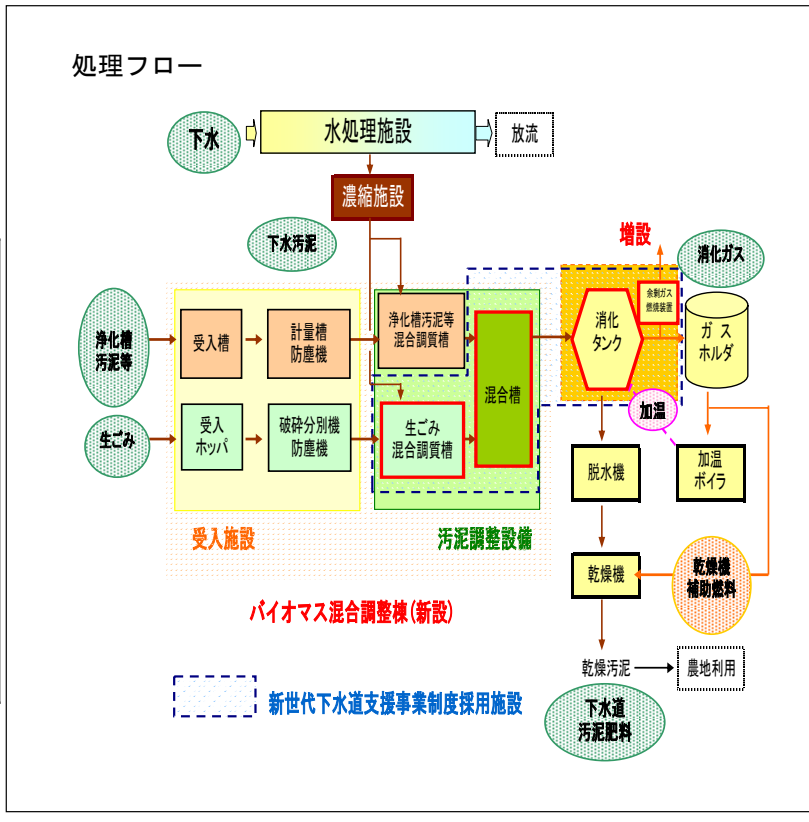 処理フロー
下水
水処理施設
放流
濃縮施設
下水汚泥
増設
消化ガス
浄化槽
汚泥等
受入槽
計量槽
防塵機
浄化槽汚泥等
混合調質槽
混合槽
消化
タンク
余剰ガス
燃焼装置
ガス
ホルダ
生ごみ
受入
ホッパ
破砕分別機
防塵機
生ごみ
混合調質槽
加温
脱水機
加温
ボイラ
受入施設
汚泥調整設備
乾燥機
乾燥機
補助燃料
バイオマス混合調整棟(新設)
乾燥汚泥
農地利用
新世代下水道支援事業制度採用施設
下水道
汚泥肥料